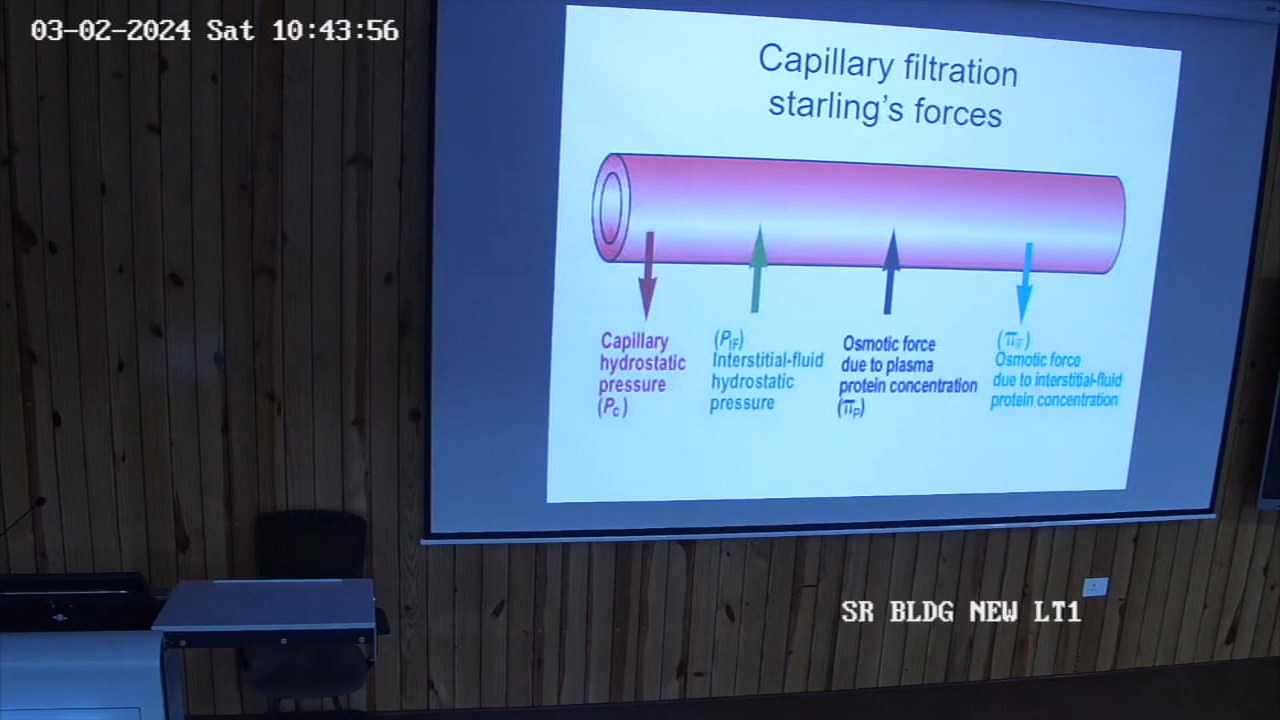 03-02-2024 Sat 10:43:56
Capillary filtration
starling's forces
Capillary
hydrostatic
pressure
(Pc)
(PIF)
Interstitial-fluid
hydrostatic
pressure
Osmotic force
due to plasma
protein concentration
(πP)
(πIF)
Osmotic force
due to interstitial-fluid
protein concentration
SR BLDG NEW LT1